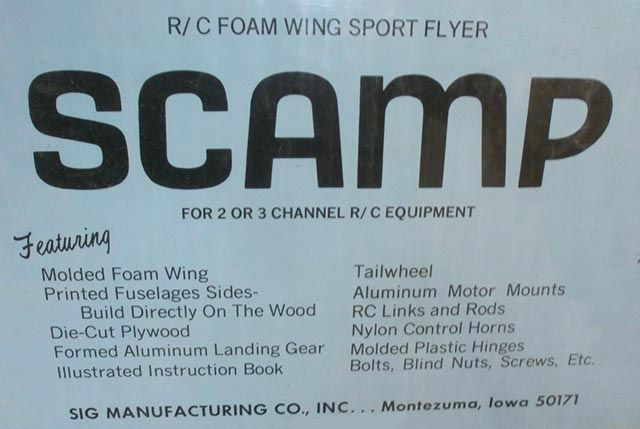 R/C FOAM WING SPORT FLYER
SCAMP
FOR 2 OR 3 CHANNEL R/C EQUIPMENT
Featuring
Molded Foam Wing
Printed Fuselages Sides-
Build Directly On The Wood
Die-Cut Plywood
Formed Aluminum Landing Gear
Illustrated Instruction Book
Tailwheel
Aluminum Motor Mounts
RC Links and Rods
Nylon Control Horns
Molded Plastic Hinges
Bolts, Blind Nuts, Screws, Etc.
SIG MANUFACTURING CO., INC. . . Montezuma, Iowa 50171